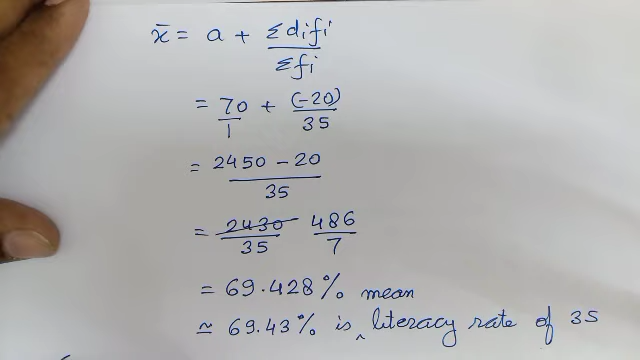 x̄ = a + Σdifi / Σfi
= 70/1 + (-20)/35
= 2450 - 20 / 35
= 2430/35 486/7
= 69.428% mean
≃ 69.43% is ‸ literacy rate of 35